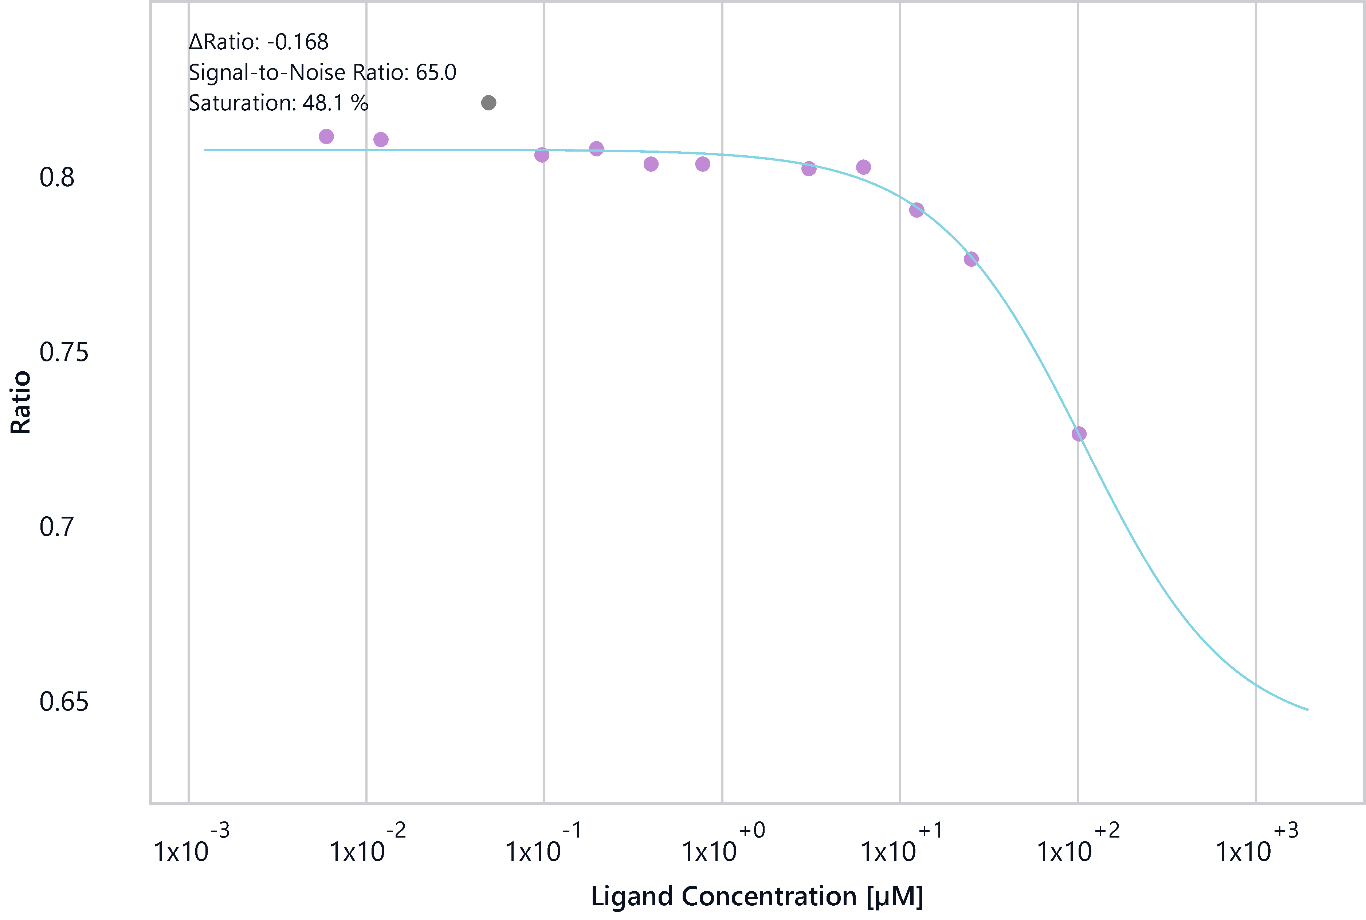 ΔRatio: -0.168
Signal-to-Noise Ratio: 65.0
Saturation: 48.1 %
0.8
0.75
0.7
0.65
Ratio
1x10^-3 1x10^-2 1x10^-1 1x10^+0 1x10^+1 1x10^+2 1x10^+3
Ligand Concentration [µM]